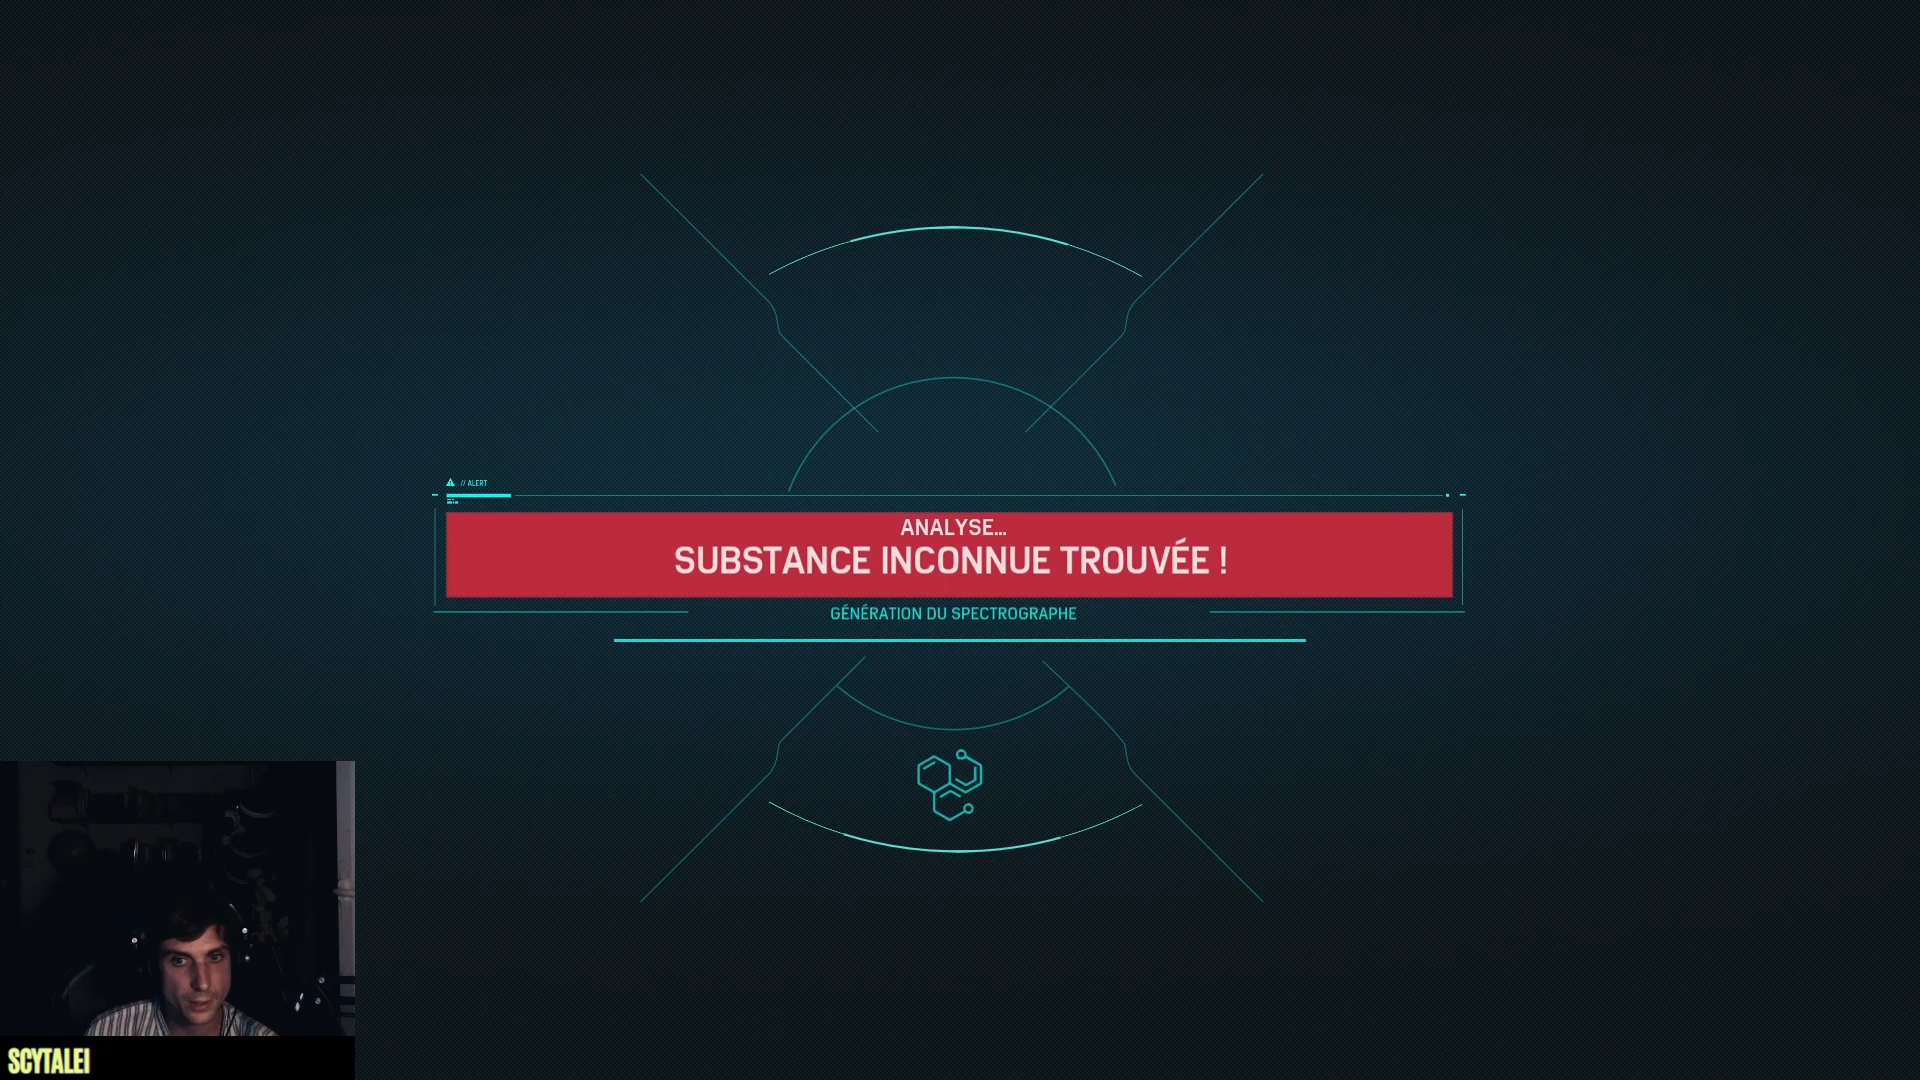 // ALERT
ANALYSE...
SUBSTANCE INCONNUE TROUVÉE !
GÉNÉRATION DU SPECTROGRAPHE
SCYTALEI